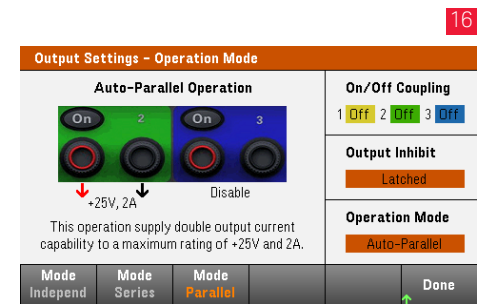 16
Output Settings – Operation Mode
Auto-Parallel Operation
On 2 On 3
+25V, 2A
Disable
This operation supply double output current
capability to a maximum rating of +25V and 2A.
On/Off Coupling
1 Off 2 Off 3 Off
Output Inhibit
Latched
Operation Mode
Auto-Parallel
Mode
Independ
Mode
Series
Mode
Parallel
Done